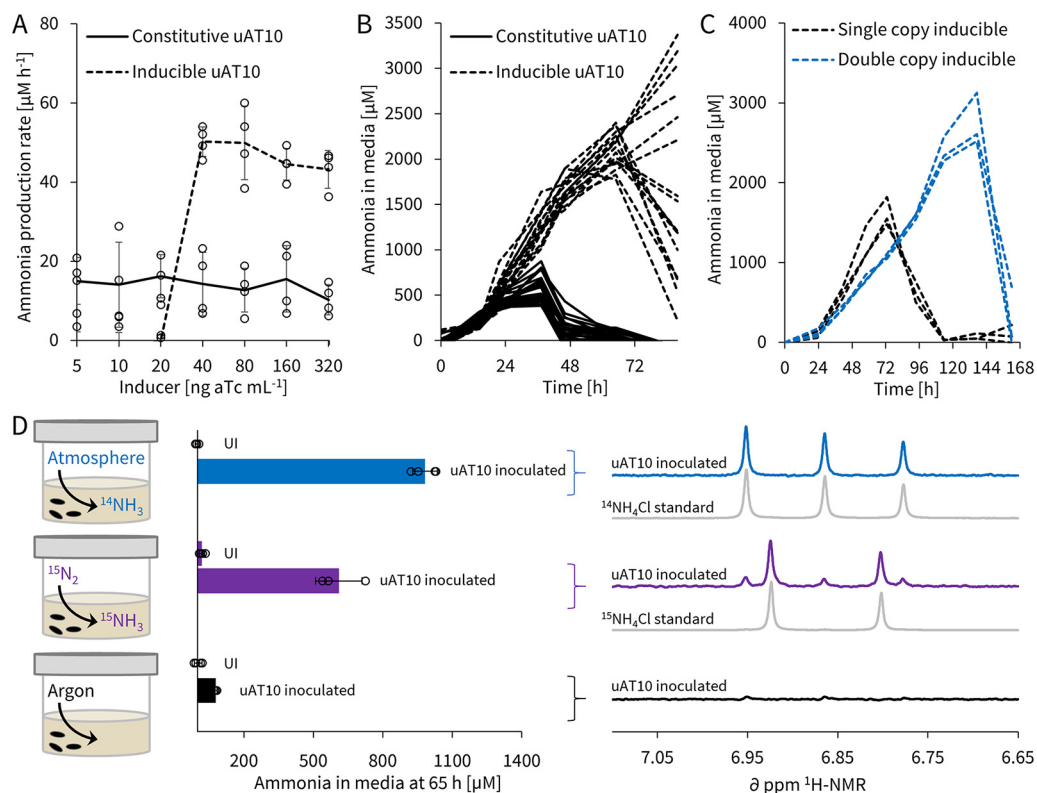 A
Ammonia production rate [µM h-1]
80
60
40
20
0
Constitutive uAT10
Inducible uAT10
5 10 20 40 80 160 320
Inducer [ng aTc mL-1]
B
Ammonia in media [µM]
3500
3000
2500
2000
1500
1000
500
0
Constitutive uAT10
Inducible uAT10
0 24 48 72
Time [h]
C
Ammonia in media [µM]
4000
3000
2000
1000
0
Single copy inducible
Double copy inducible
0 24 48 72 96 120 144 168
Time [h]
D
Atmosphere
14NH3
UI
uAT10 inoculated
uAT10 inoculated
14NH4Cl standard
15N2
15NH3
UI
uAT10 inoculated
uAT10 inoculated
15NH4Cl standard
Argon
UI
uAT10 inoculated
uAT10 inoculated
200 400 600 800 1000 1200 1400
Ammonia in media at 65 h [µM]
7.05 6.95 6.85 6.75 6.65
∂ ppm 1H-NMR